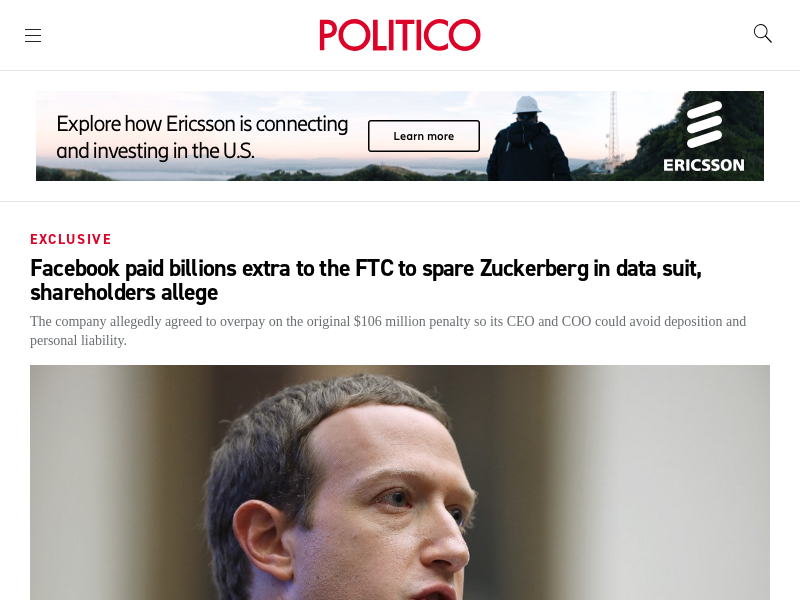 POLITICO
Explore how Ericsson is connecting
and investing in the U.S.
Learn more
ERICSSON
EXCLUSIVE
Facebook paid billions extra to the FTC to spare Zuckerberg in data suit,
shareholders allege
The company allegedly agreed to overpay on the original $106 million penalty so its CEO and COO could avoid deposition and
personal liability.